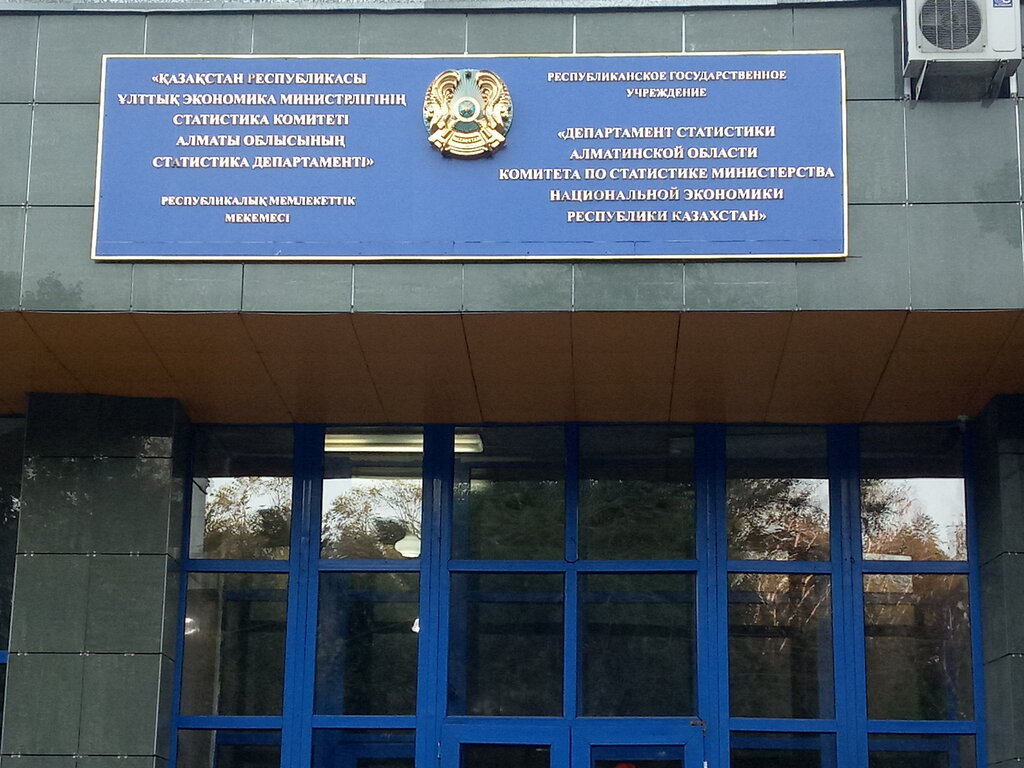 «ҚАЗАҚСТАН РЕСПУБЛИКАСЫ
ҰЛТТЫҚ ЭКОНОМИКА МИНИСТРЛІГІНІҢ
СТАТИСТИКА КОМИТЕТІ
АЛМАТЫ ОБЛЫСЫНЫҢ
СТАТИСТИКА ДЕПАРТАМЕНТІ»
РЕСПУБЛИКАЛЫҚ МЕМЛЕКЕТТІК
МЕКЕМЕСІ
РЕСПУБЛИКАНСКОЕ ГОСУДАРСТВЕННОЕ
УЧРЕЖДЕНИЕ
«ДЕПАРТАМЕНТ СТАТИСТИКИ
АЛМАТИНСКОЙ ОБЛАСТИ
КОМИТЕТА ПО СТАТИСТИКЕ МИНИСТЕРСТВА
НАЦИОНАЛЬНОЙ ЭКОНОМИКИ
РЕСПУБЛИКИ КАЗАХСТАН»